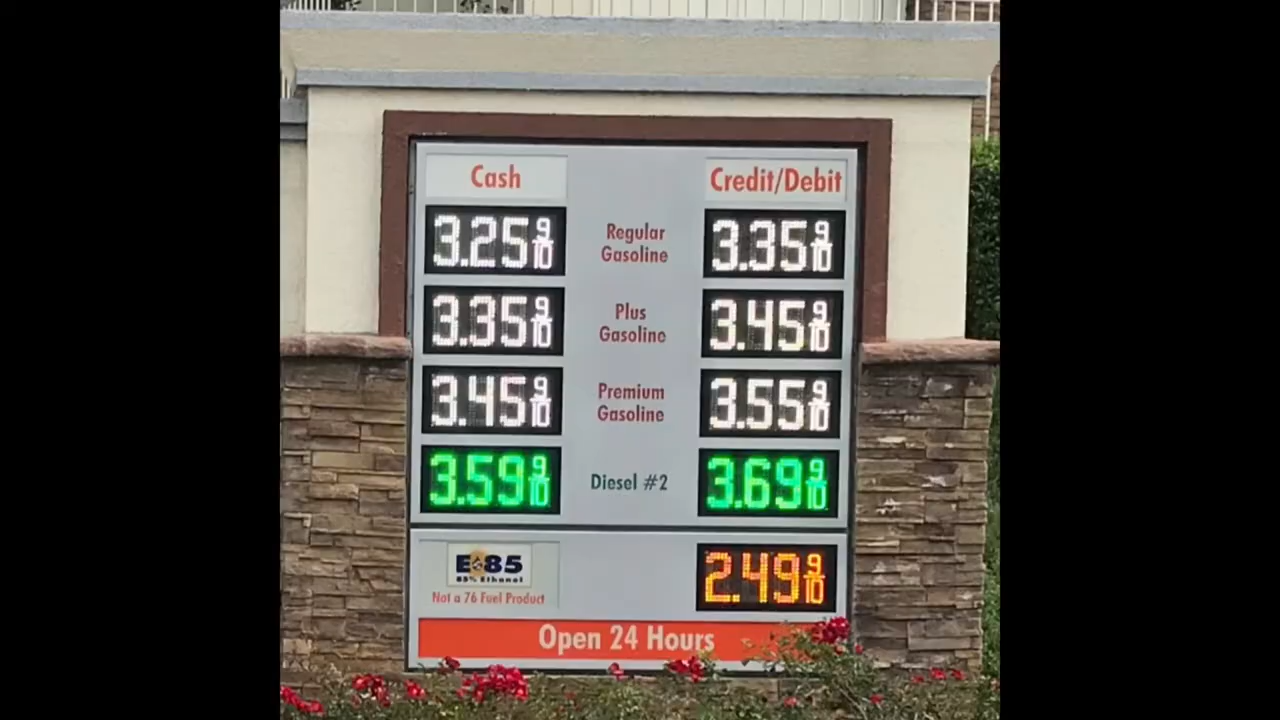 Cash Credit/Debit
3.25 9/10 Regular Gasoline 3.35 9/10
3.35 9/10 Plus Gasoline 3.45 9/10
3.45 9/10 Premium Gasoline 3.55 9/10
3.59 9/10 Diesel #2 3.69 9/10
E85 2.49 9/10
85% Ethanol
Not a 76 Fuel Product
Open 24 Hours